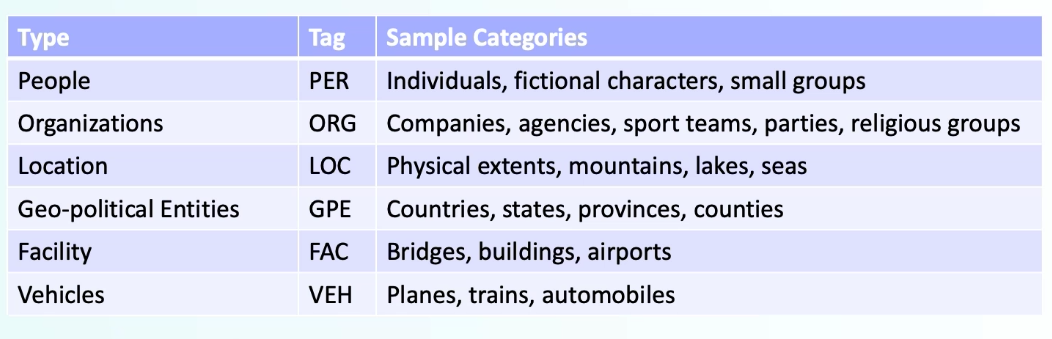 Type Tag Sample Categories
People PER Individuals, fictional characters, small groups
Organizations ORG Companies, agencies, sport teams, parties, religious groups
Location LOC Physical extents, mountains, lakes, seas
Geo-political Entities GPE Countries, states, provinces, counties
Facility FAC Bridges, buildings, airports
Vehicles VEH Planes, trains, automobiles